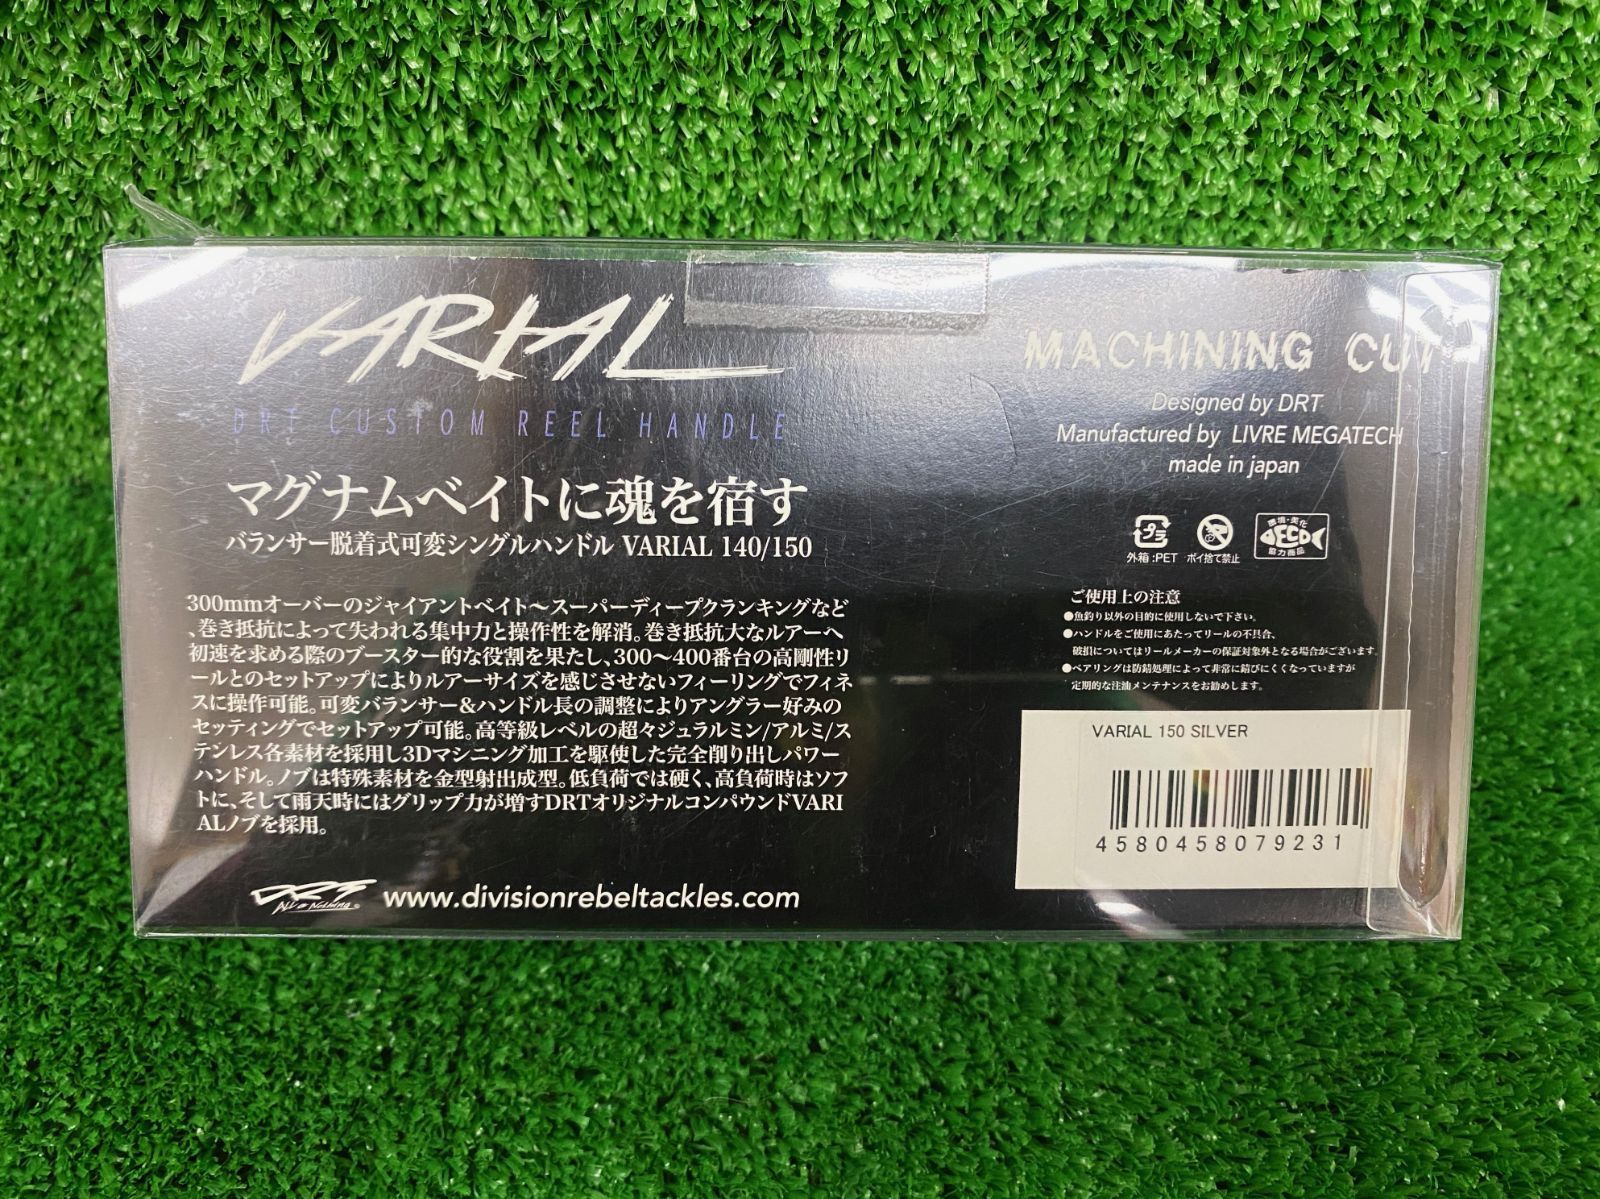 VARIAL
DRT CUSTOM REEL HANDLE
マグナムベイトに魂を宿す
バランサー脱着式可変シングルハンドル VARIAL 140/150
300mmオーバーのジャイアントベイト～スーパーディープクランキングなど
、巻き抵抗によって失われる集中力と操作性を解消。巻き抵抗大なルアーへ
初速を求める際のブースター的な役割を果たし、300～400番台の高剛性リ
ールとのセットアップによりルアーサイズを感じさせないフィーリングでフィネ
スに操作可能。可変バランサー&ハンドル長の調整によりアングラー好みの
セッティングでセットアップ可能。高等級レベルの超々ジュラルミン/アルミ/ス
テンレス各素材を採用し3Dマシニング加工を駆使した完全削り出しパワー
ハンドル。ノブは特殊素材を金型射出成型。低負荷では硬く、高負荷時はソフ
トに、そして雨天時にはグリップ力が増すDRTオリジナルコンパウンドVARI
ALノブを採用。
DRT
ALL or Nothing
www.divisionrebeltackles.com
MACHINING CUT
Designed by DRT
Manufactured by LIVRE MEGATECH
made in japan
プラ
外箱:PET
ポイ捨て禁止
環境・美化
ECO
協力商品
ご使用上の注意
●魚釣り以外の目的に使用しないで下さい。
●ハンドルをご使用にあたってリールの不具合、
破損についてはリールメーカーの保証対象外となる場合がございます。
●ベアリングは防錆処理によって非常に錆びにくくなっていますが
定期的な注油メンテナンスをお勧めします。
VARIAL 150 SILVER
4580458079231